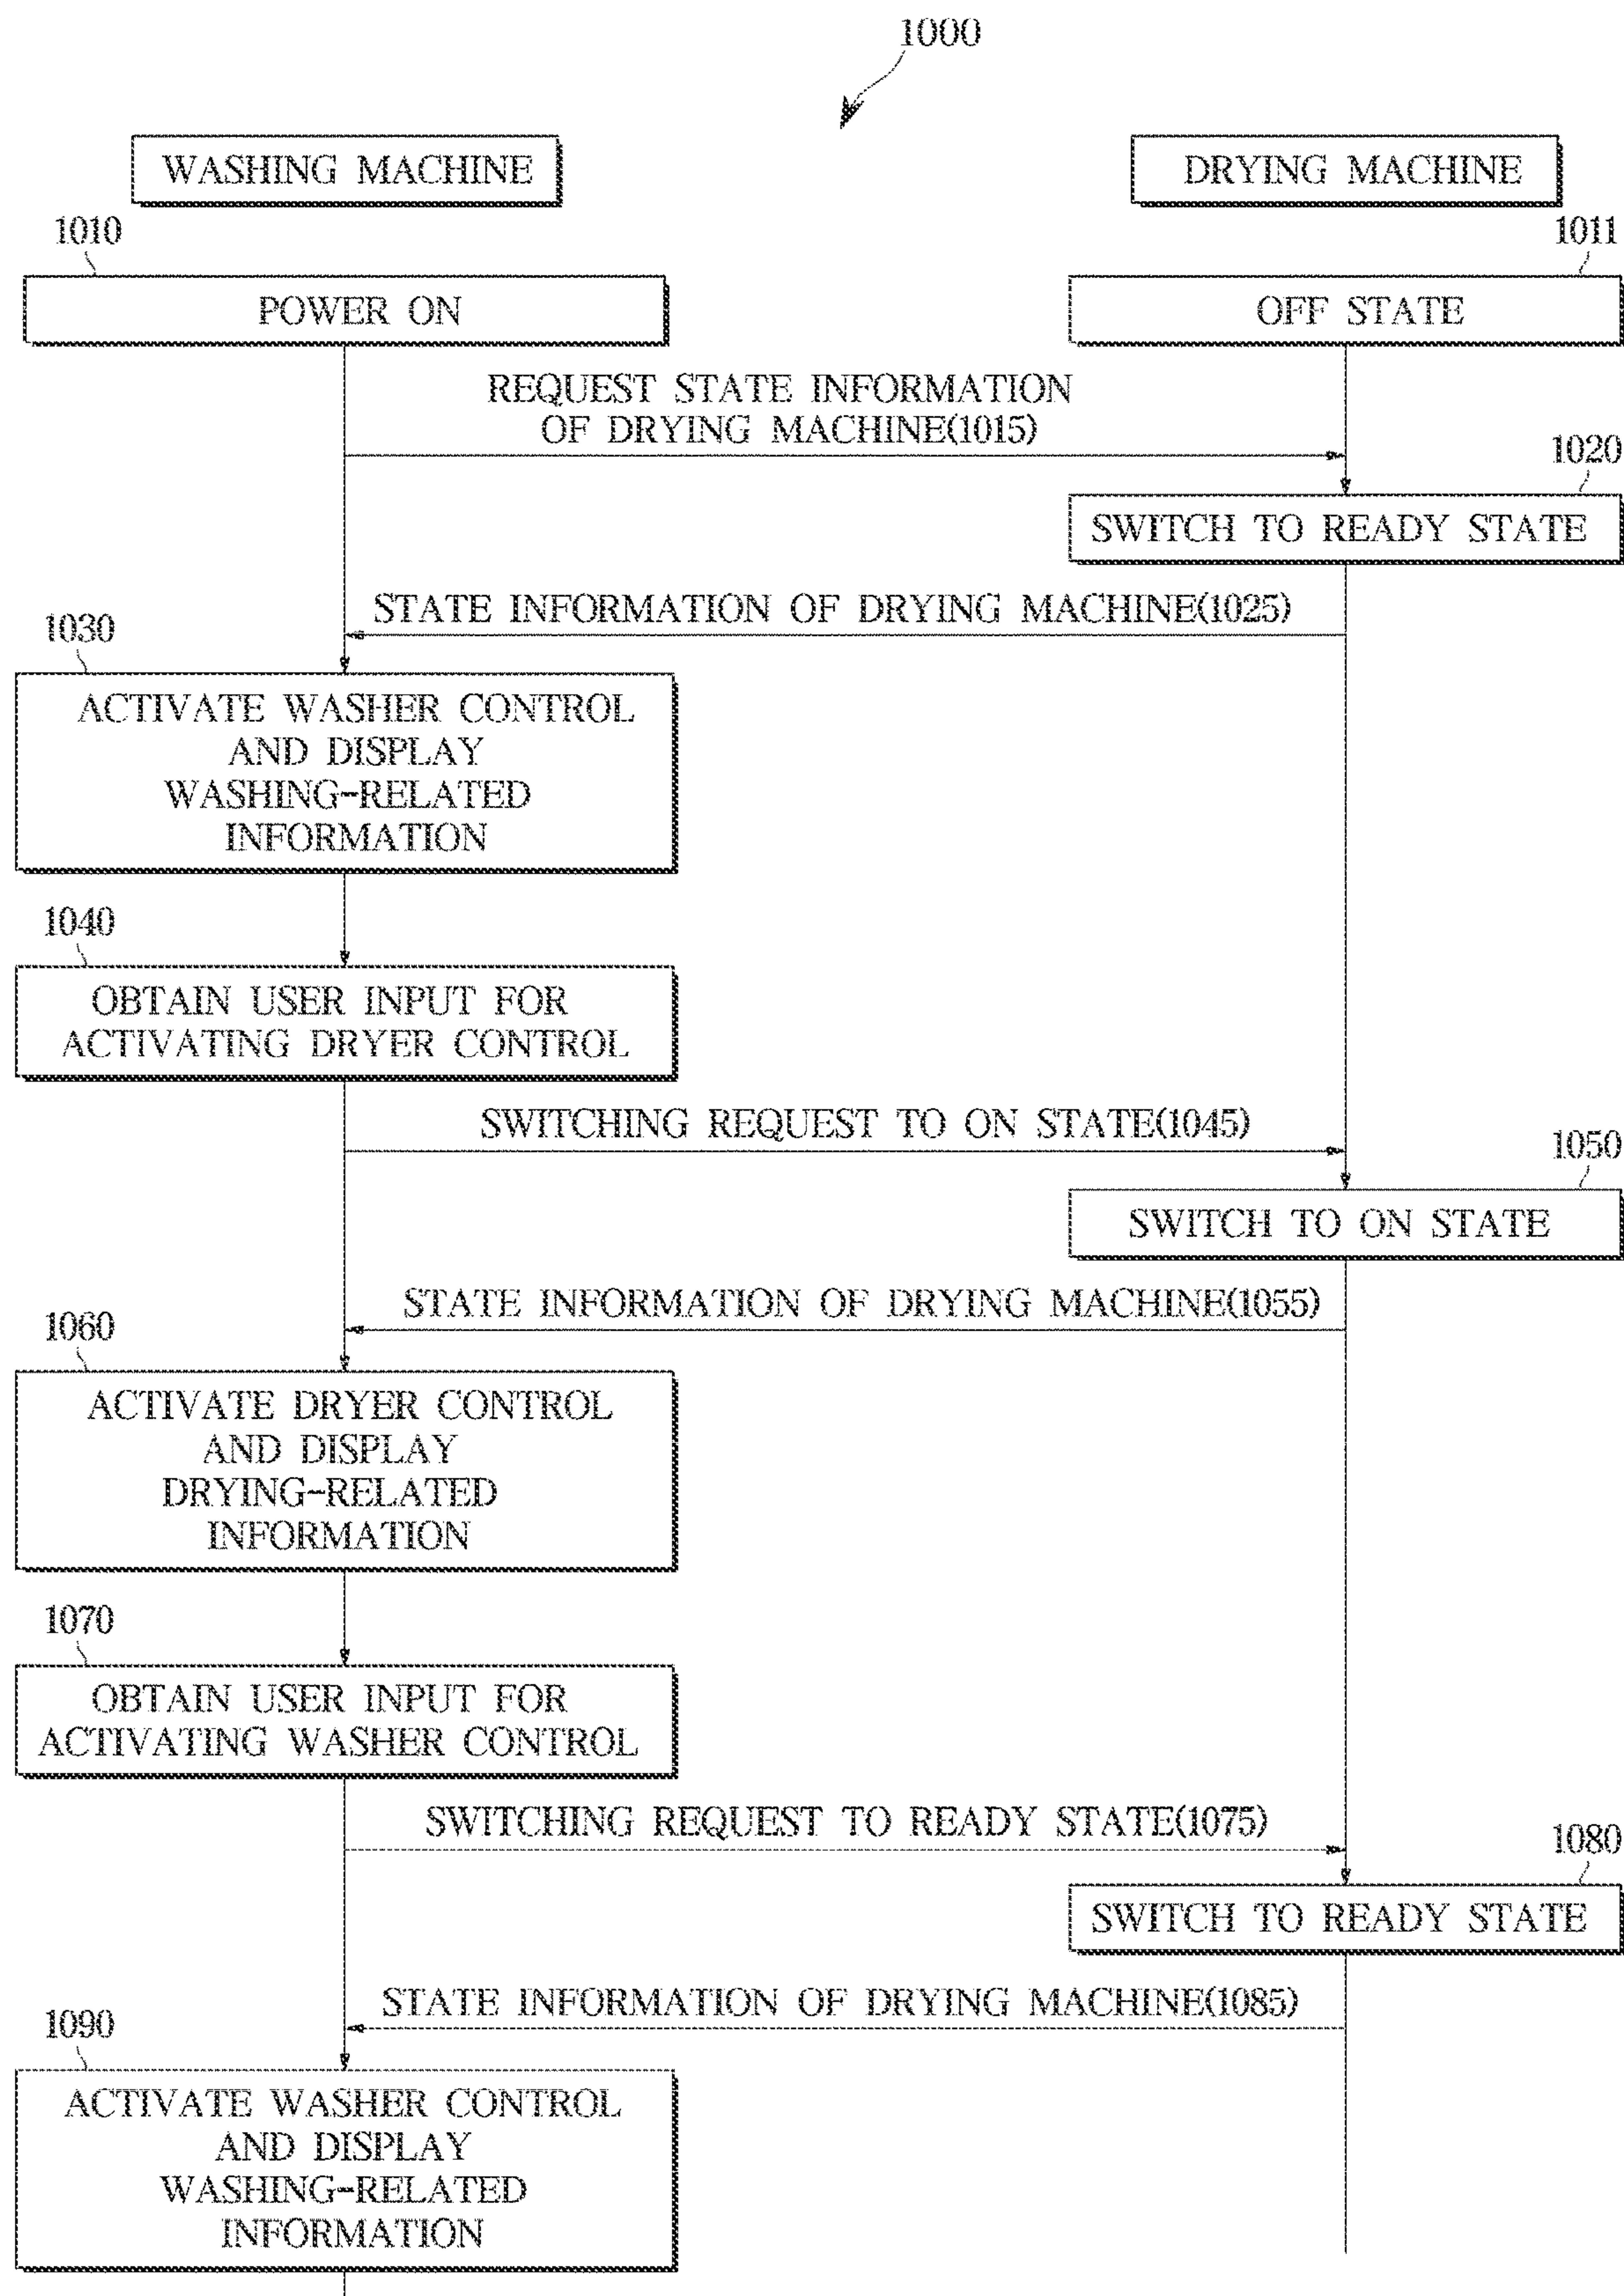 1000
WASHING MACHINE
DRYING MACHINE
1010
1011
POWER ON
OFF STATE
REQUEST STATE INFORMATION
OF DRYING MACHINE(1015)
1020
SWITCH TO READY STATE
STATE INFORMATION OF DRYING MACHINE(1025)
1030
ACTIVATE WASHER CONTROL
AND DISPLAY
WASHING-RELATED
INFORMATION
1040
OBTAIN USER INPUT FOR
ACTIVATING DRYER CONTROL
SWITCHING REQUEST TO ON STATE(1045)
1050
SWITCH TO ON STATE
STATE INFORMATION OF DRYING MACHINE(1055)
1060
ACTIVATE DRYER CONTROL
AND DISPLAY
DRYING-RELATED
INFORMATION
1070
OBTAIN USER INPUT FOR
ACTIVATING WASHER CONTROL
SWITCHING REQUEST TO READY STATE(1075)
1080
SWITCH TO READY STATE
STATE INFORMATION OF DRYING MACHINE(1085)
1090
ACTIVATE WASHER CONTROL
AND DISPLAY
WASHING-RELATED
INFORMATION